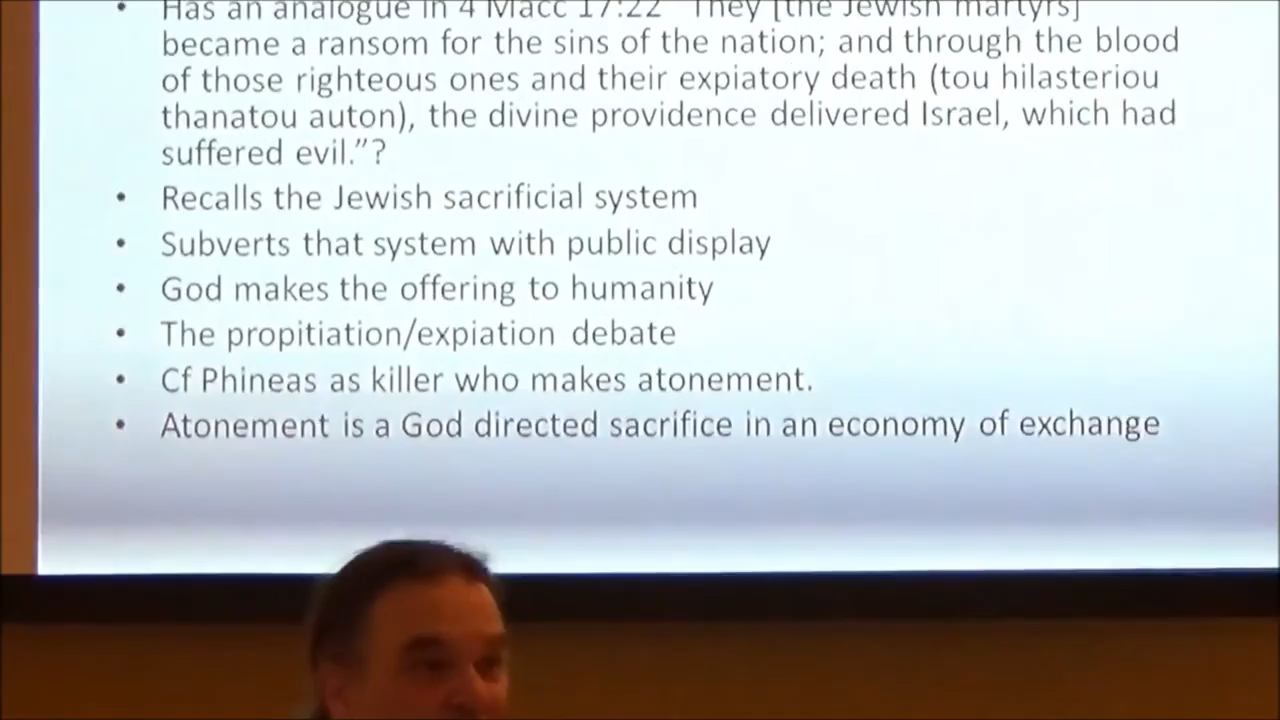 • Has an analogue in 4 Macc 17:22 "They [the Jewish martyrs]
became a ransom for the sins of the nation; and through the blood
of those righteous ones and their expiatory death (tou hilasteriou
thanatou auton), the divine providence delivered Israel, which had
suffered evil."?
• Recalls the Jewish sacrificial system
• Subverts that system with public display
• God makes the offering to humanity
• The propitiation/expiation debate
• Cf Phineas as killer who makes atonement.
• Atonement is a God directed sacrifice in an economy of exchange